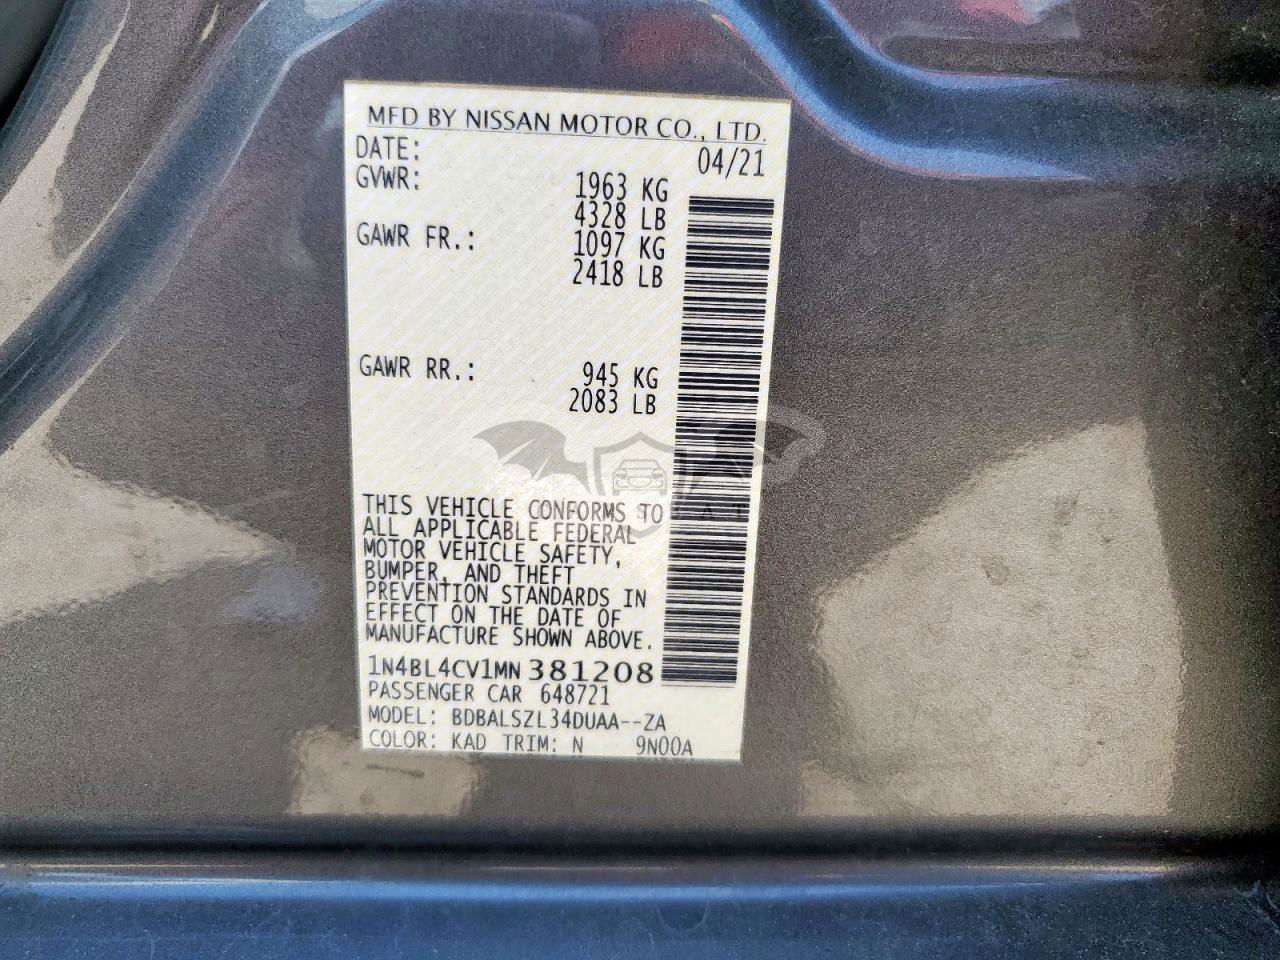 MFD BY NISSAN MOTOR CO., LTD.
DATE: 04/21
GVWR: 1963 KG
4328 LB
GAWR FR.: 1097 KG
2418 LB
GAWR RR.: 945 KG
2083 LB
THIS VEHICLE CONFORMS TO
ALL APPLICABLE FEDERAL
MOTOR VEHICLE SAFETY,
BUMPER, AND THEFT
PREVENTION STANDARDS IN
EFFECT ON THE DATE OF
MANUFACTURE SHOWN ABOVE.
1N4BL4CV1MN381208
PASSENGER CAR 648721
MODEL: BDBALSZL34DUAA--ZA
COLOR: KAD TRIM: N 9N00A